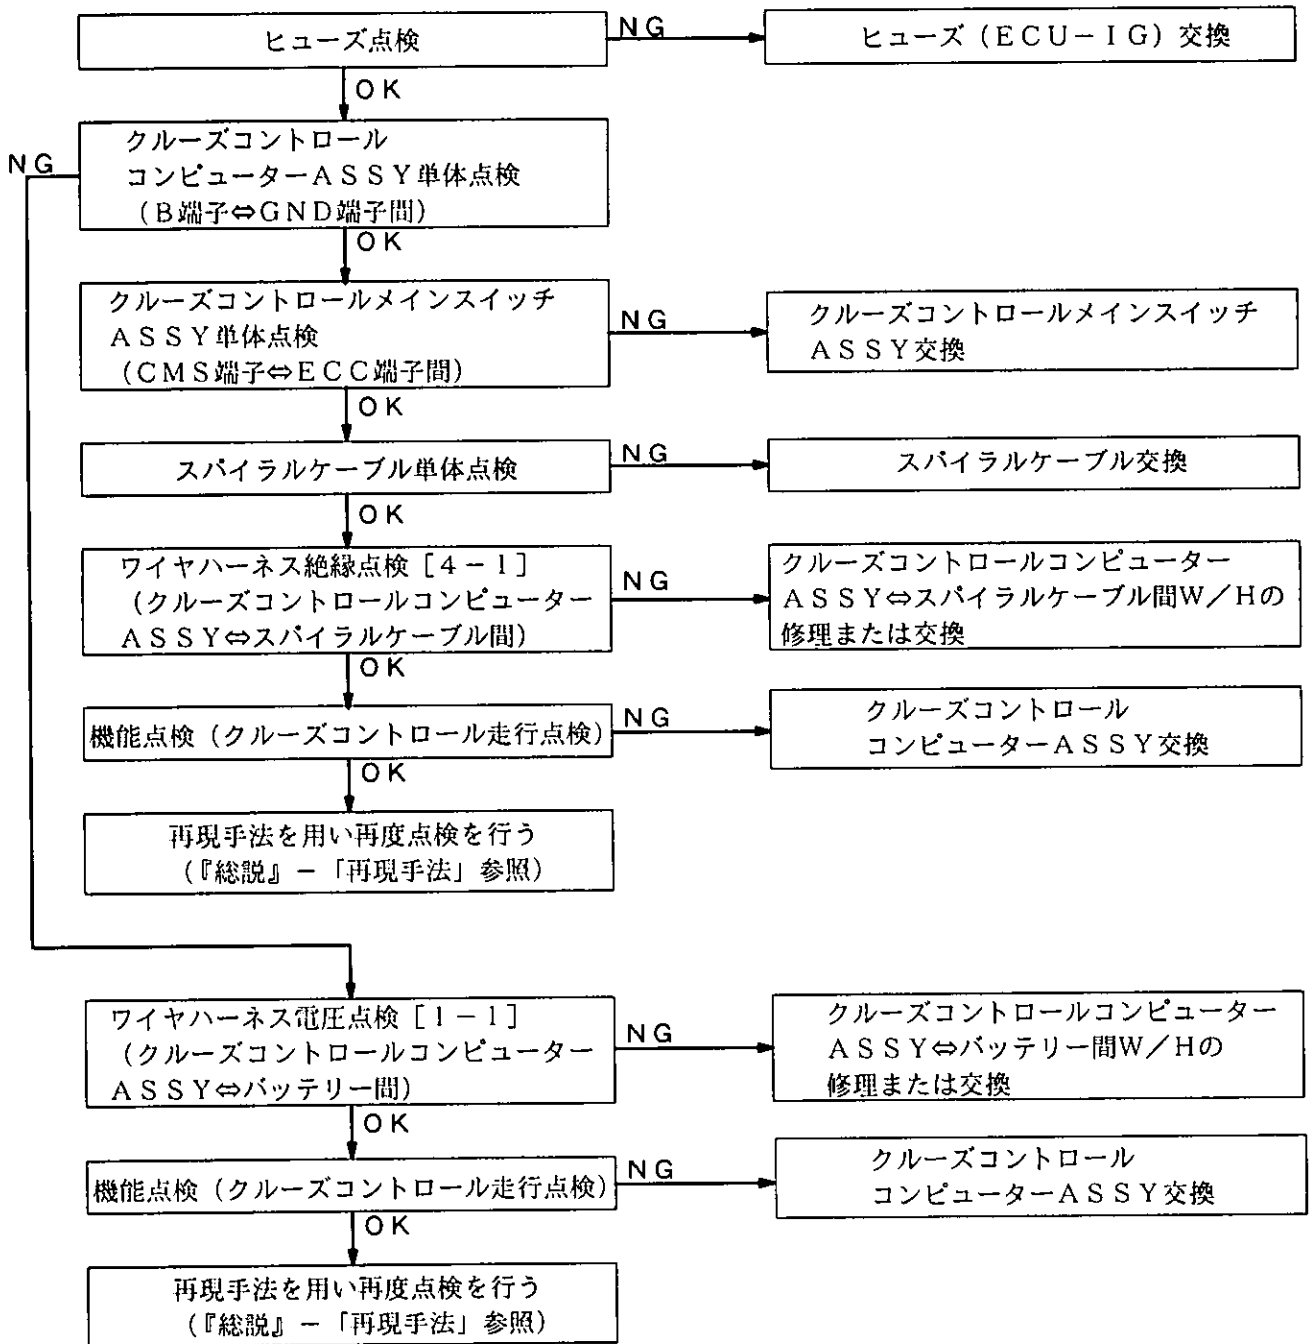 ヒューズ点検
NG
ヒューズ（ECU－IG）交換
OK
NG
クルーズコントロール
コンピューターASSY単体点検
（B端子⇔GND端子間）
OK
クルーズコントロールメインスイッチ
ASSY単体点検
（CMS端子⇔ECC端子間）
NG
クルーズコントロールメインスイッチ
ASSY交換
OK
スパイラルケーブル単体点検
NG
スパイラルケーブル交換
OK
ワイヤハーネス絶縁点検［4－1］
（クルーズコントロールコンピューター
ASSY⇔スパイラルケーブル間）
NG
クルーズコントロールコンピューター
ASSY⇔スパイラルケーブル間W／Hの
修理または交換
OK
機能点検（クルーズコントロール走行点検）
NG
クルーズコントロール
コンピューターASSY交換
OK
再現手法を用い再度点検を行う
（『総説』－「再現手法」参照）
ワイヤハーネス電圧点検［1－1］
（クルーズコントロールコンピューター
ASSY⇔バッテリー間）
NG
クルーズコントロールコンピューター
ASSY⇔バッテリー間W／Hの
修理または交換
OK
機能点検（クルーズコントロール走行点検）
NG
クルーズコントロール
コンピューターASSY交換
OK
再現手法を用い再度点検を行う
（『総説』－「再現手法」参照）